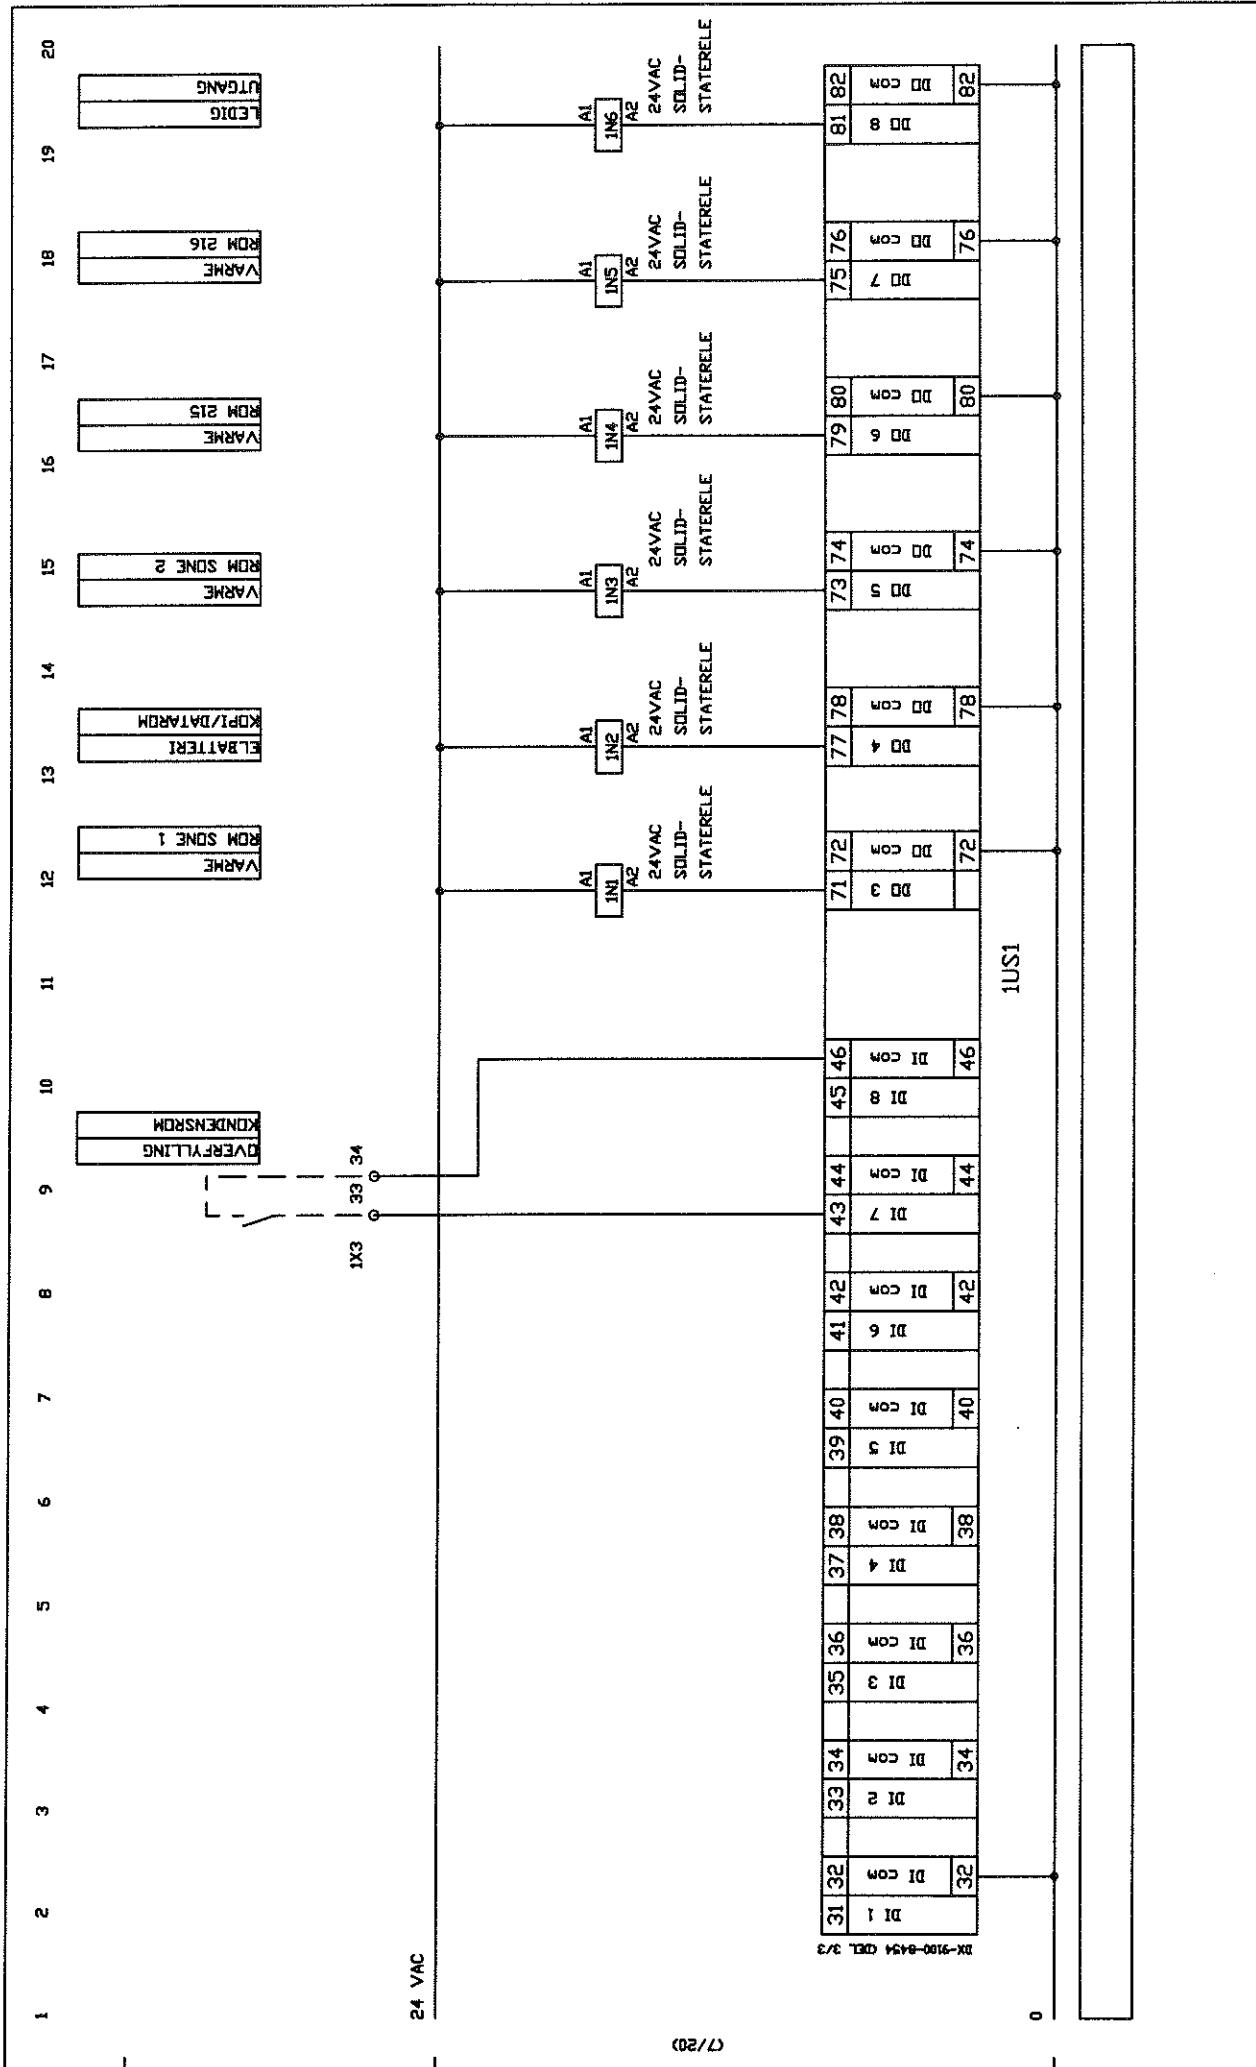 1 2 3 4 5 6 7 8 9 10 11 12 13 14 15 16 17 18 19 20
OVERFYLLING
KONDENSROM
VARME
ROM SONE 1
ELBATTERI
KOPI/DATAROM
VARME
ROM SONE 2
VARME
ROM 215
VARME
ROM 216
LEDIG
UTGANG
1X3 33 34
24 VAC
(7/20)
A1 A1 A1 A1 A1 A1
1N1 1N2 1N3 1N4 1N5 1N6
A2 A2 A2 A2 A2 A2
24VAC
SOLID-
STATERELE
24VAC
SOLID-
STATERELE
24VAC
SOLID-
STATERELE
24VAC
SOLID-
STATERELE
24VAC
SOLID-
STATERELE
24VAC
SOLID-
STATERELE
DX-9100-8454 (DEL 3/3
31 32 33 34 35 36 37 38 39 40 41 42 43 44 45 46 71 72 77 78 73 74 79 80 75 76 81 82
DI 1 DI com DI 2 DI com DI 3 DI com DI 4 DI com DI 5 DI com DI 6 DI com DI 7 DI com DI 8 DI com DO 3 DO com DO 4 DO com DO 5 DO com DO 6 DO com DO 7 DO com DO 8 DO com
32 34 36 38 40 42 44 46 72 78 74 80 76 82
1US1
0